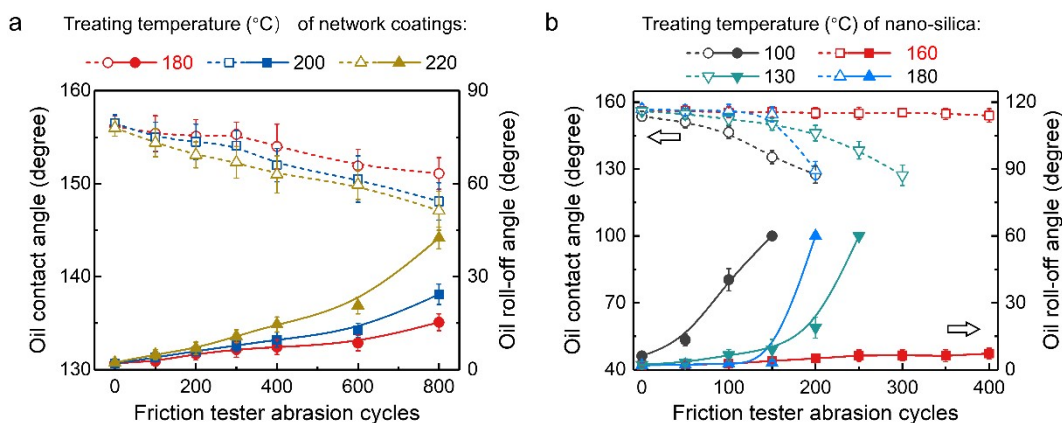 a
Treating temperature (°C) of network coatings:
180 200 220
160
150
140
130
90
60
30
0
Oil contact angle (degree)
Oil roll-off angle (degree)
0 200 400 600 800
Friction tester abrasion cycles
b
Treating temperature (°C) of nano-silica:
100 160
130 180
160
130
100
70
40
120
90
60
30
0
Oil contact angle (degree)
Oil roll-off angle (degree)
0 100 200 300 400
Friction tester abrasion cycles